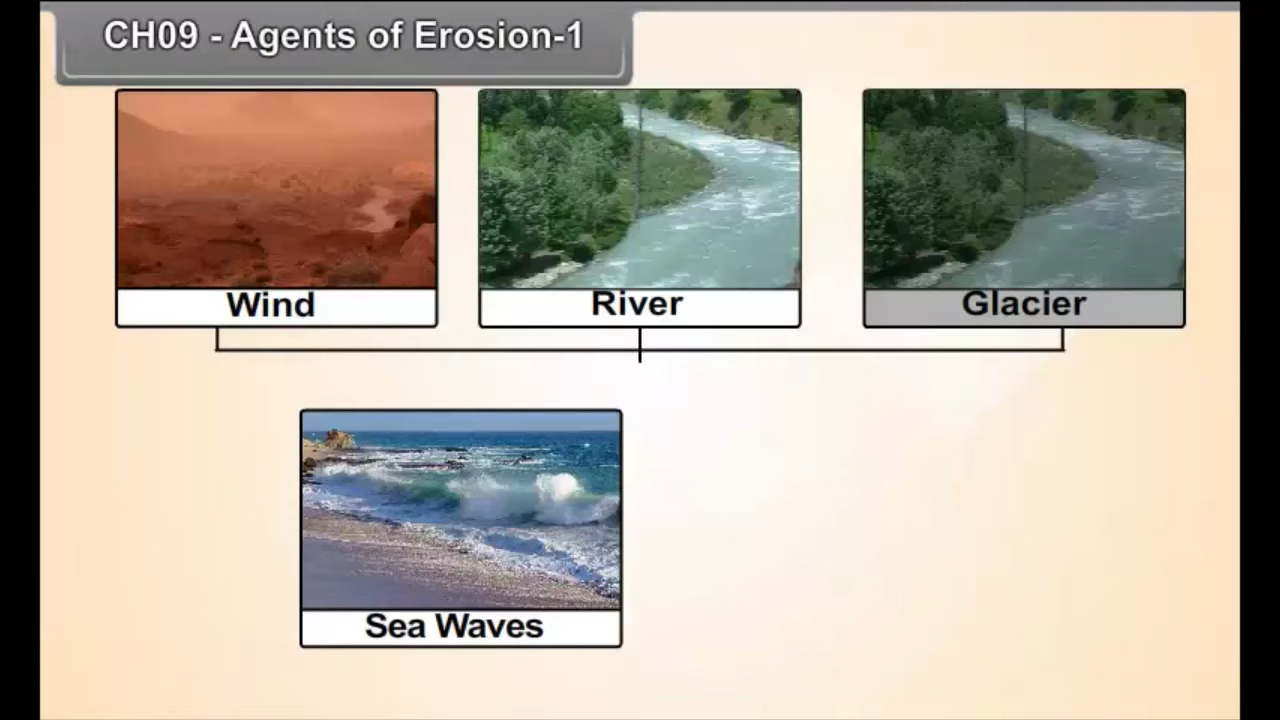 CH09 - Agents of Erosion-1
Wind
River
Glacier
Sea Waves